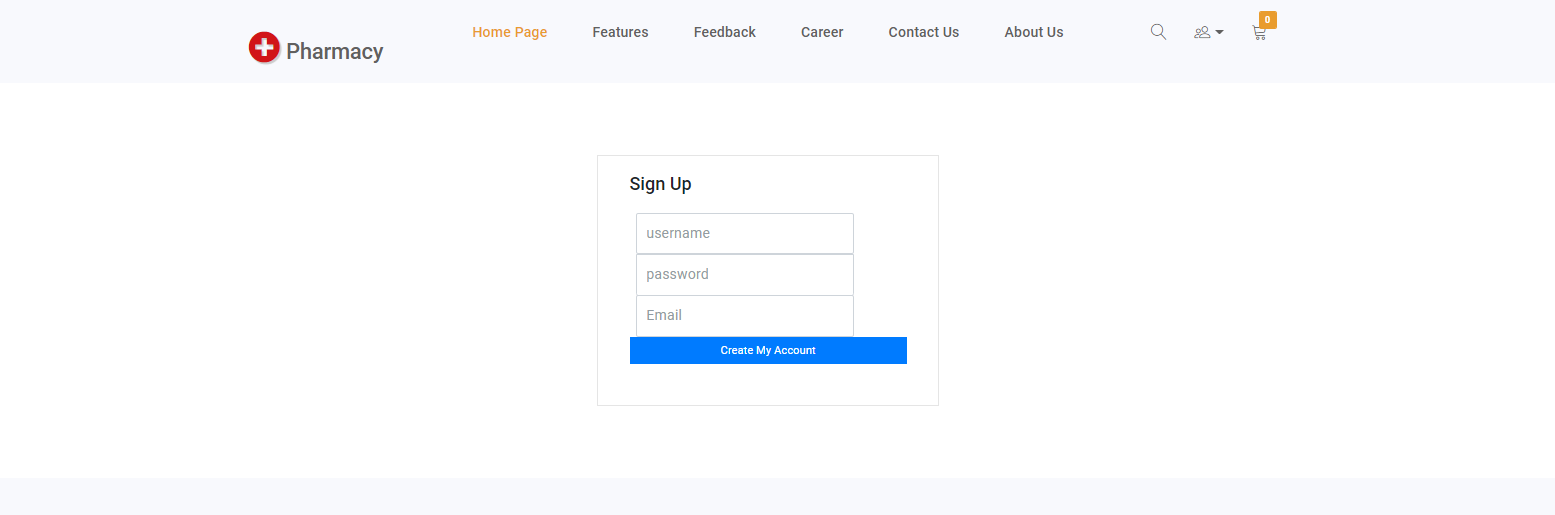 Pharmacy
Home Page Features Feedback Career Contact Us About Us 0
Sign Up
username
password
Email
Create My Account